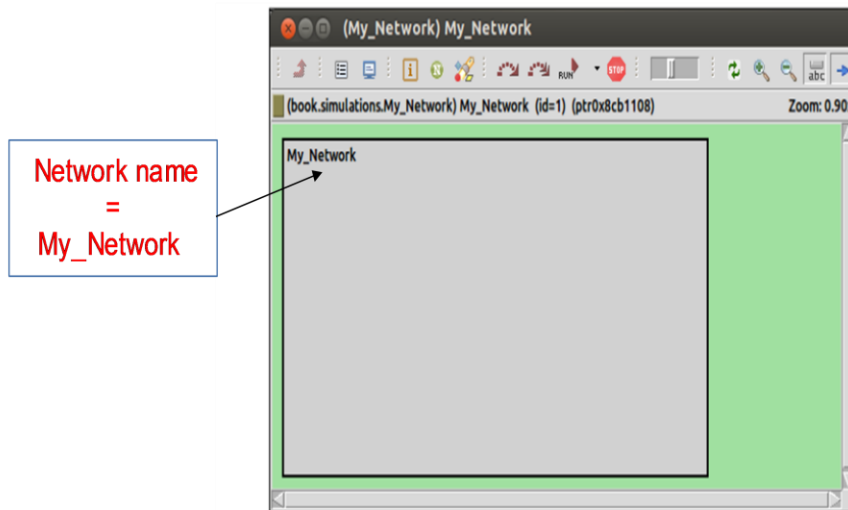 (My_Network) My_Network
RUN
STOP
abc
(book.simulations.My_Network) My_Network (id=1) (ptr0x8cb1108)
Zoom: 0.90
My_Network
Network name
=
My_Network